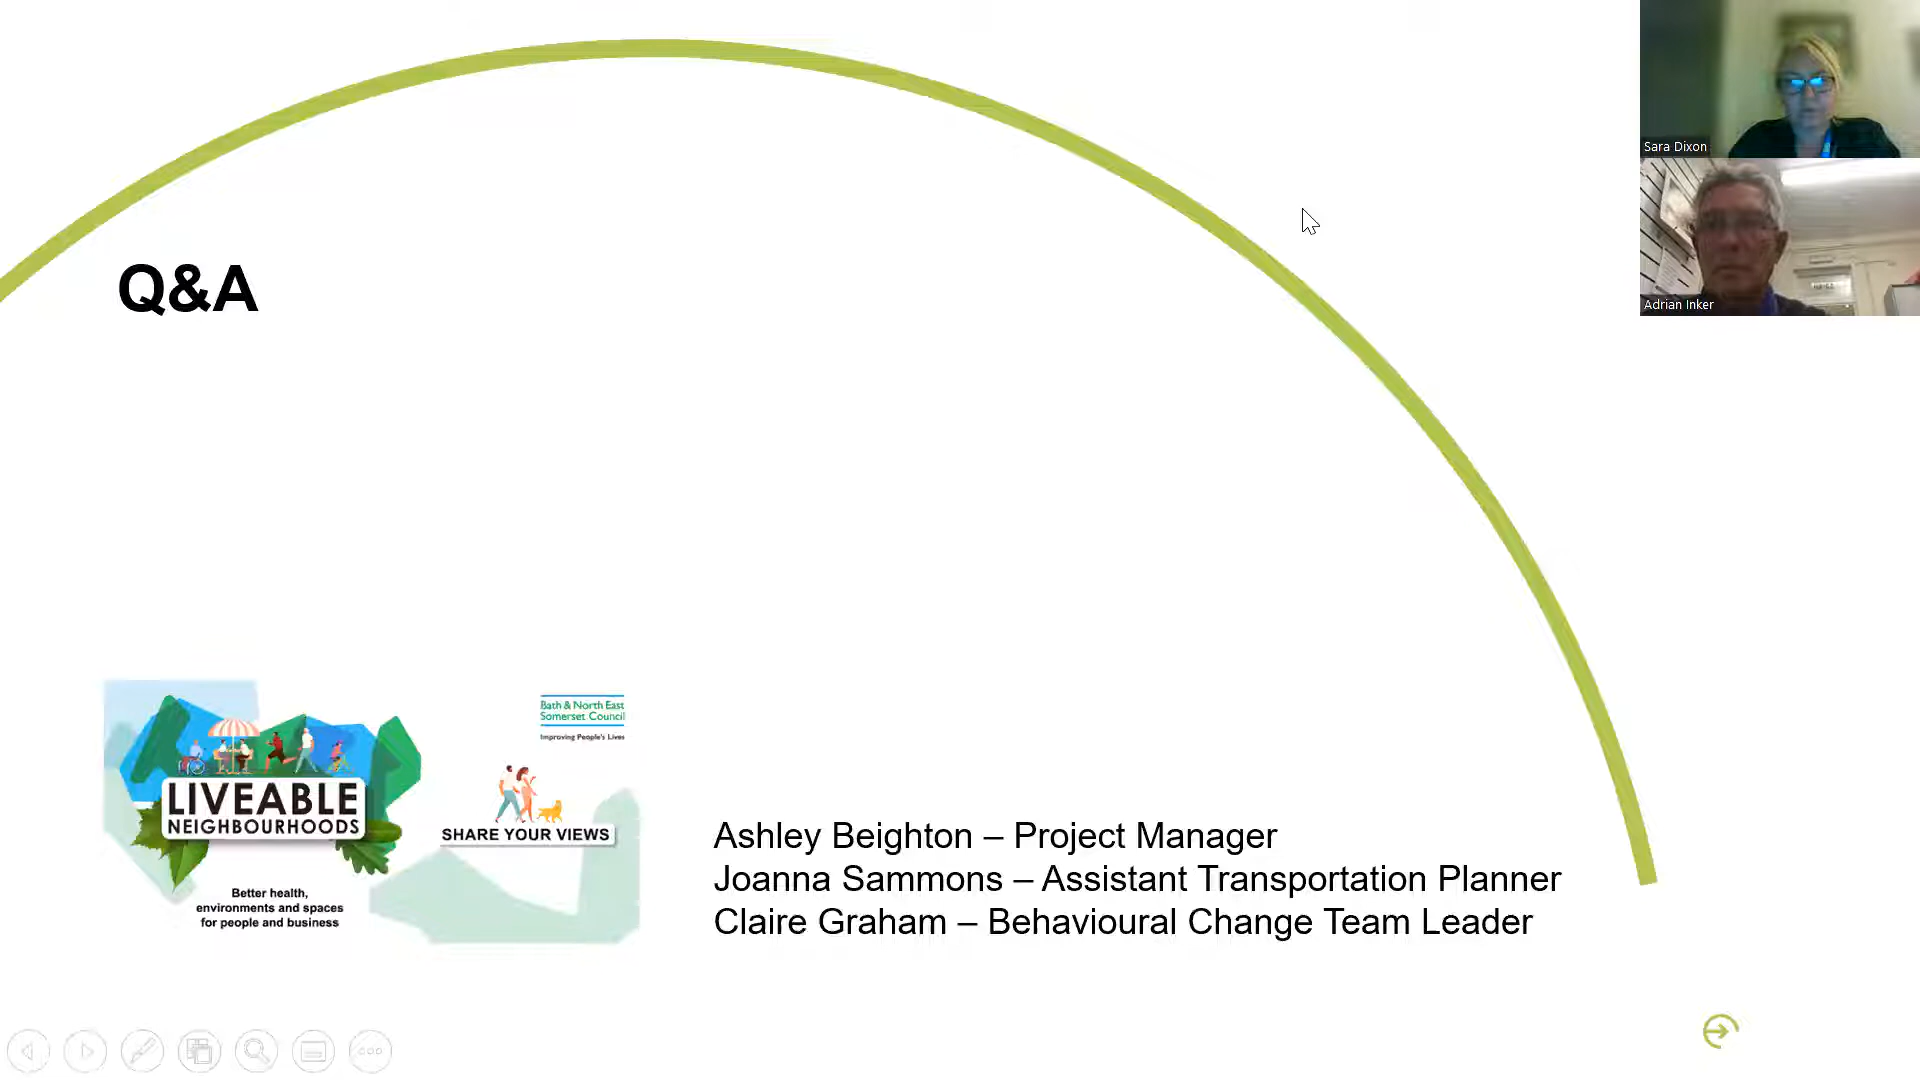 Sara Dixon
Adrian Inker
Q&A
LIVEABLE
NEIGHBOURHOODS
Better health,
environments and spaces
for people and business
Bath & North East
Somerset Council
Improving People's Lives
SHARE YOUR VIEWS
Ashley Beighton – Project Manager
Joanna Sammons – Assistant Transportation Planner
Claire Graham – Behavioural Change Team Leader